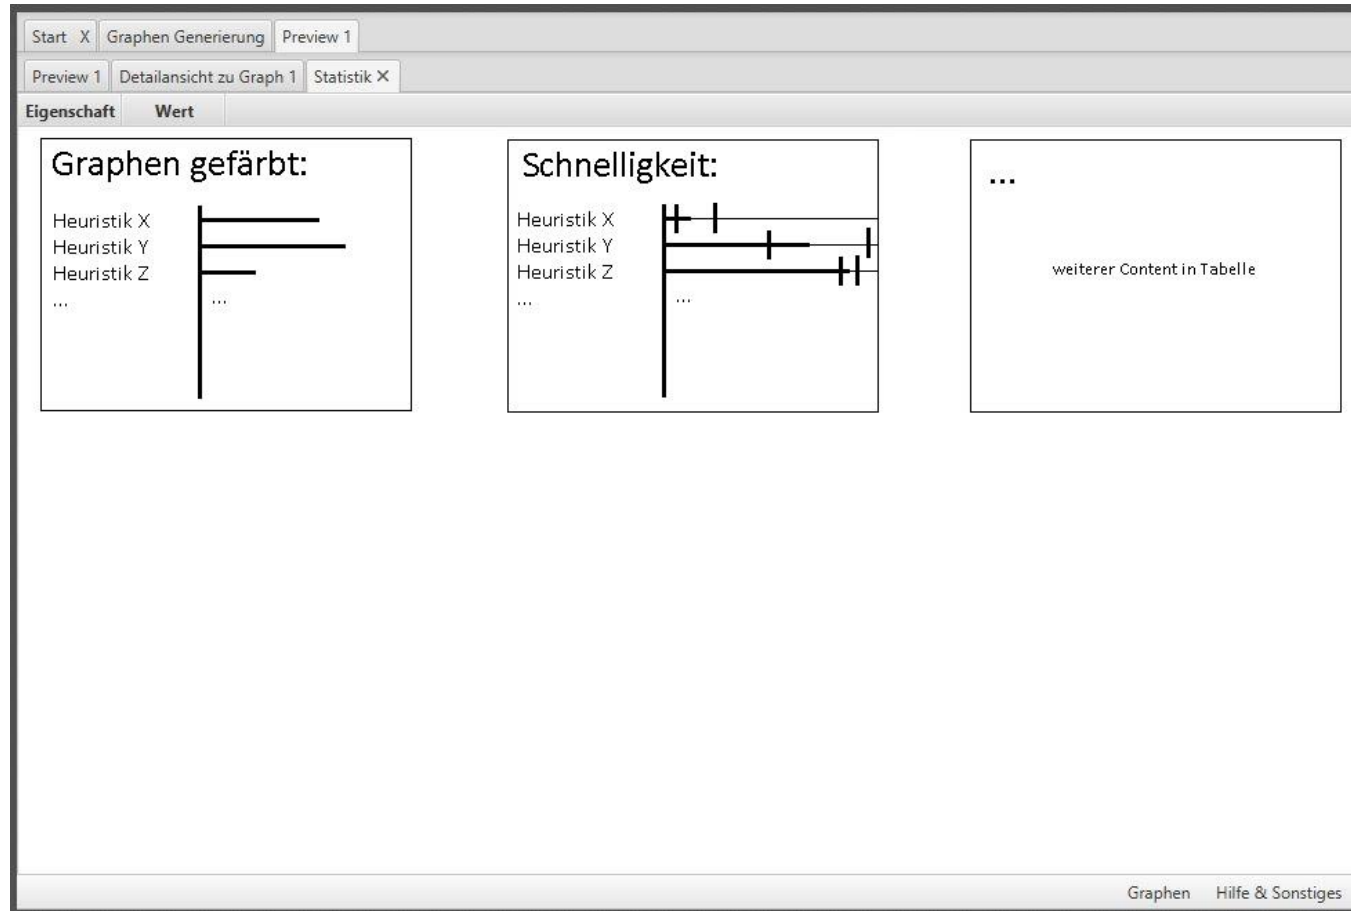 Start X Graphen Generierung Preview 1
Preview 1 Detailansicht zu Graph 1 Statistik X
Eigenschaft Wert
Graphen gefärbt:
Heuristik X
Heuristik Y
Heuristik Z
... ...
Schnelligkeit:
Heuristik X
Heuristik Y
Heuristik Z
... ...
...
weiterer Content in Tabelle
Graphen Hilfe & Sonstiges